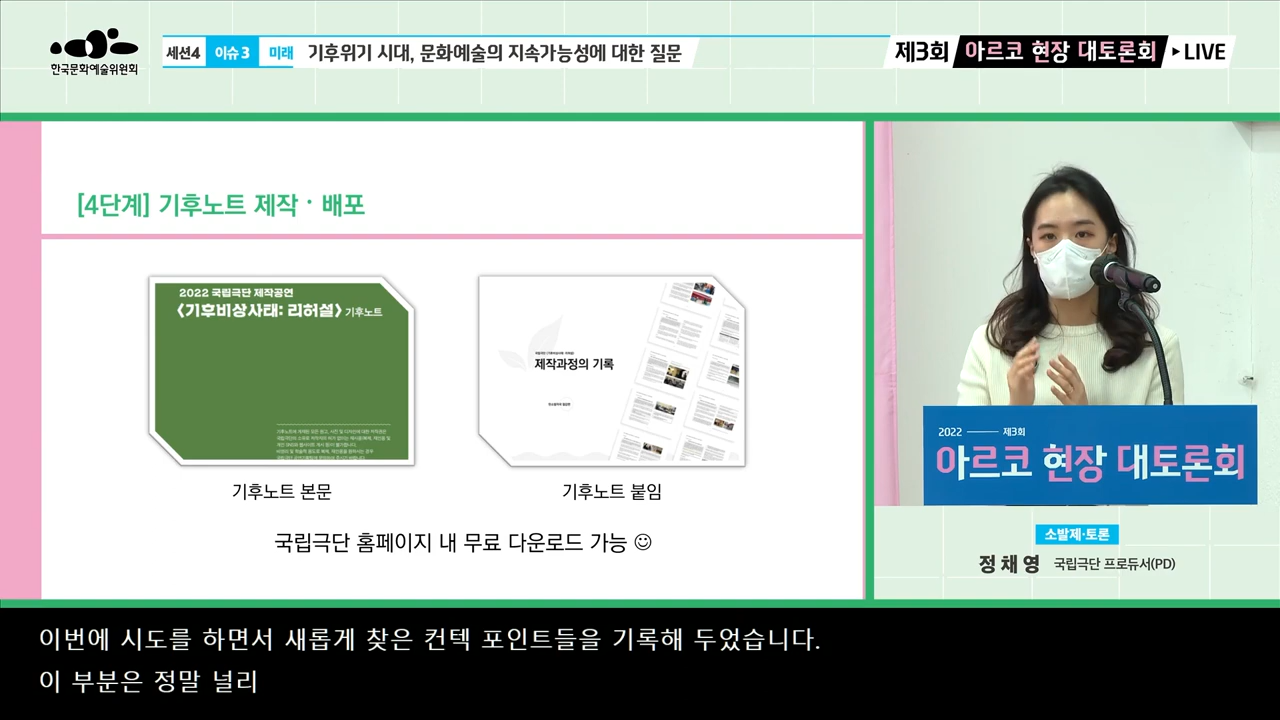 한국문화예술위원회
세션4 이슈 3 미래 기후위기 시대, 문화예술의 지속가능성에 대한 질문
제3회 아르코 현장 대토론회 ▸LIVE
[4단계] 기후노트 제작 · 배포
2022 국립극단 제작공연
〈기후비상사태: 리허설〉 기후노트
제작과정의 기록
기후노트 본문
기후노트 붙임
국립극단 홈페이지 내 무료 다운로드 가능 ☺
2022 제3회
아르코 현장 대토론회
소발제·토론
정채영 국립극단 프로듀서(PD)
이번에 시도를 하면서 새롭게 찾은 컨텍 포인트들을 기록해 두었습니다.
이 부분은 정말 널리